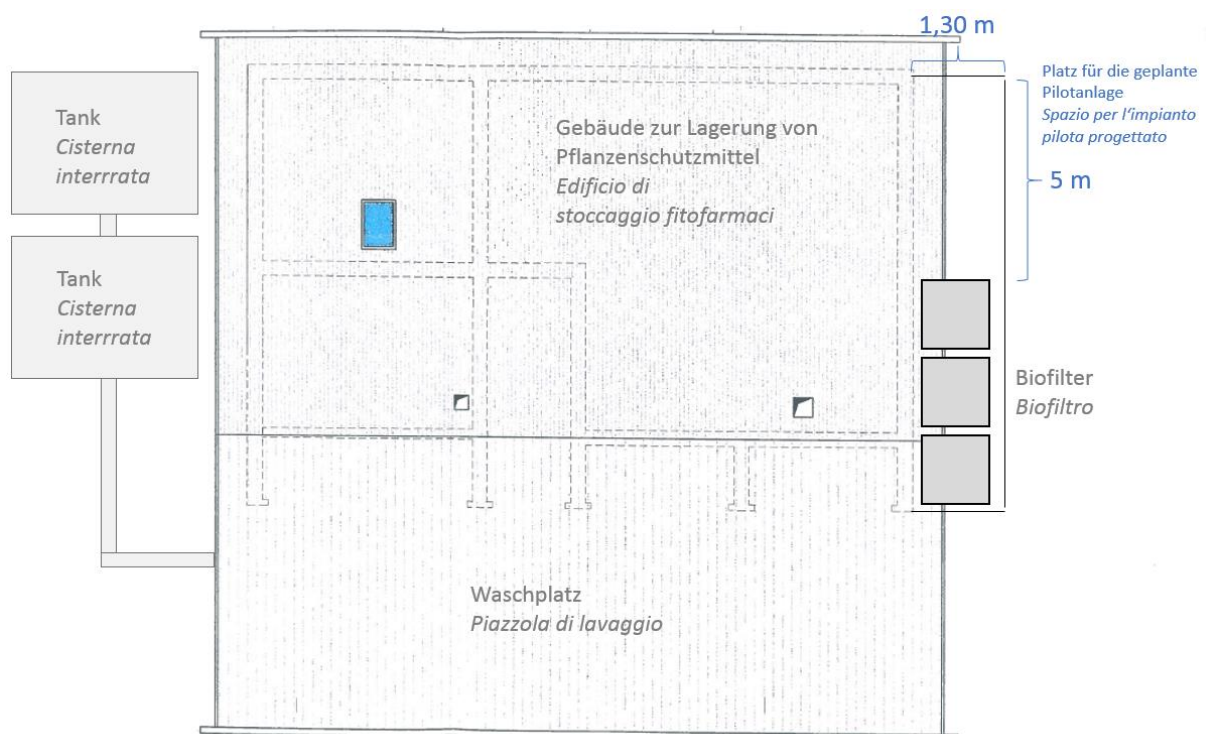 1,30 m
Platz für die geplante
Pilotanlage
Spazio per l'impianto
pilota progettato
5 m
Tank
Cisterna
interrrata
Gebäude zur Lagerung von
Pflanzenschutzmittel
Edificio di
stoccaggio fitofarmaci
Tank
Cisterna
interrrata
Biofilter
Biofiltro
Waschplatz
Piazzola di lavaggio